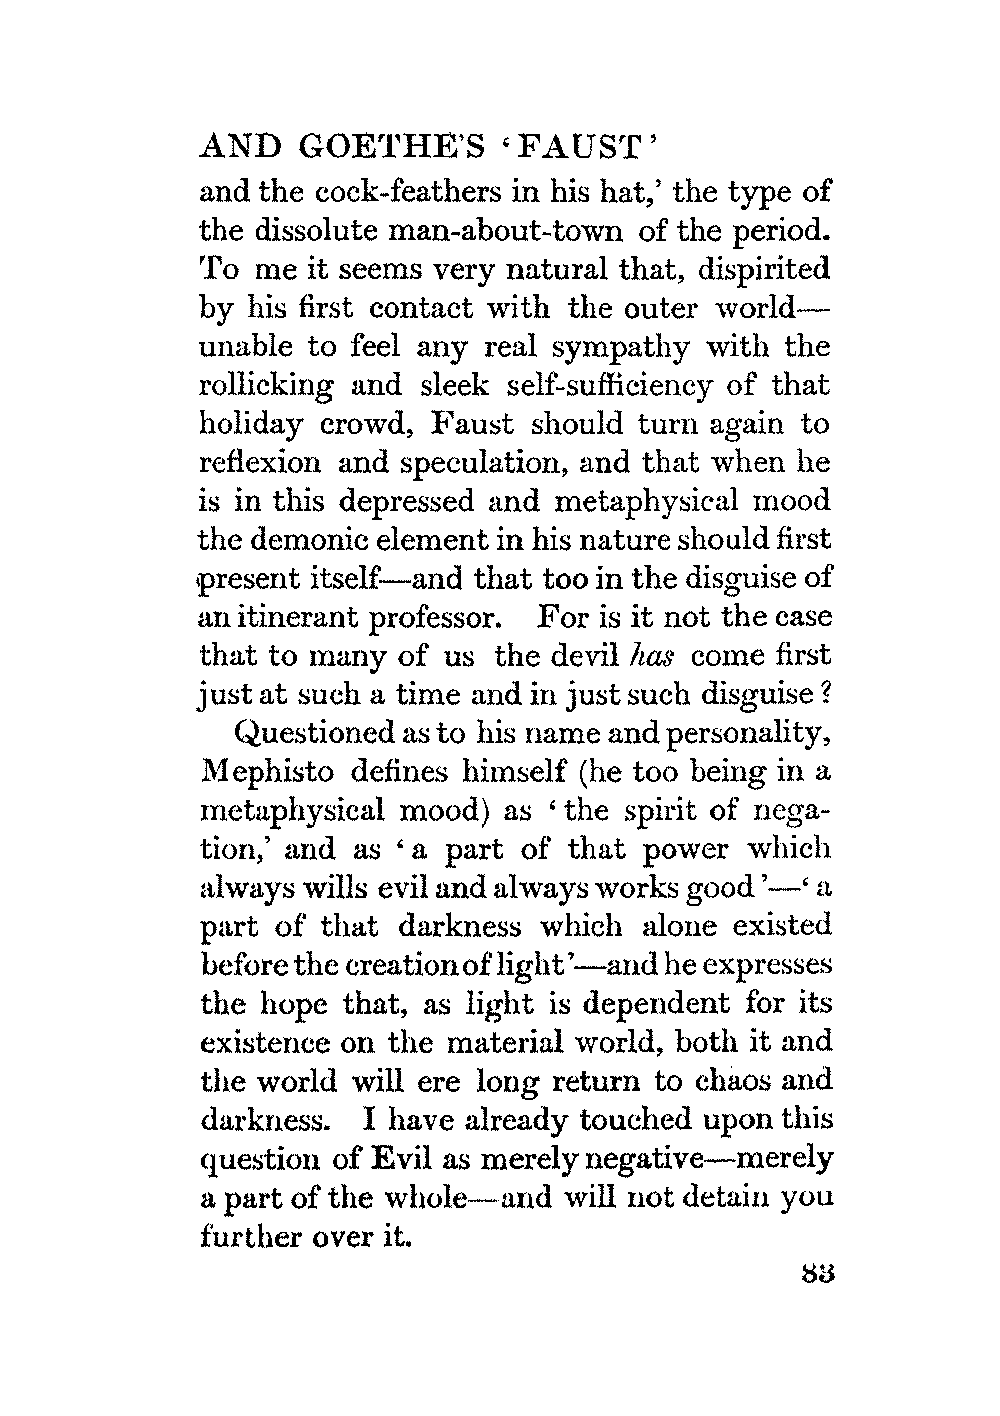 AND GOETHE'S ‘FAUST’
and the cock-feathers in his hat,’ the type of
the dissolute man-about-town of the period.
To me it seems very natural that, dispirited
by his first contact with the outer world—
unable to feel any real sympathy with the
rollicking and sleek self-sufficiency of that
holiday crowd, Faust should turn again to
reflexion and speculation, and that when he
is in this depressed and metaphysical mood
the demonic element in his nature should first
present itself—and that too in the disguise of
an itinerant professor. For is it not the case
that to many of us the devil has come first
just at such a time and in just such disguise?
Questioned as to his name and personality,
Mephisto defines himself (he too being in a
metaphysical mood) as ‘the spirit of nega-
tion,’ and as ‘a part of that power which
always wills evil and always works good’—‘a
part of that darkness which alone existed
before the creation of light’—and he expresses
the hope that, as light is dependent for its
existence on the material world, both it and
the world will ere long return to chaos and
darkness. I have already touched upon this
question of Evil as merely negative—merely
a part of the whole—and will not detain you
further over it.
83